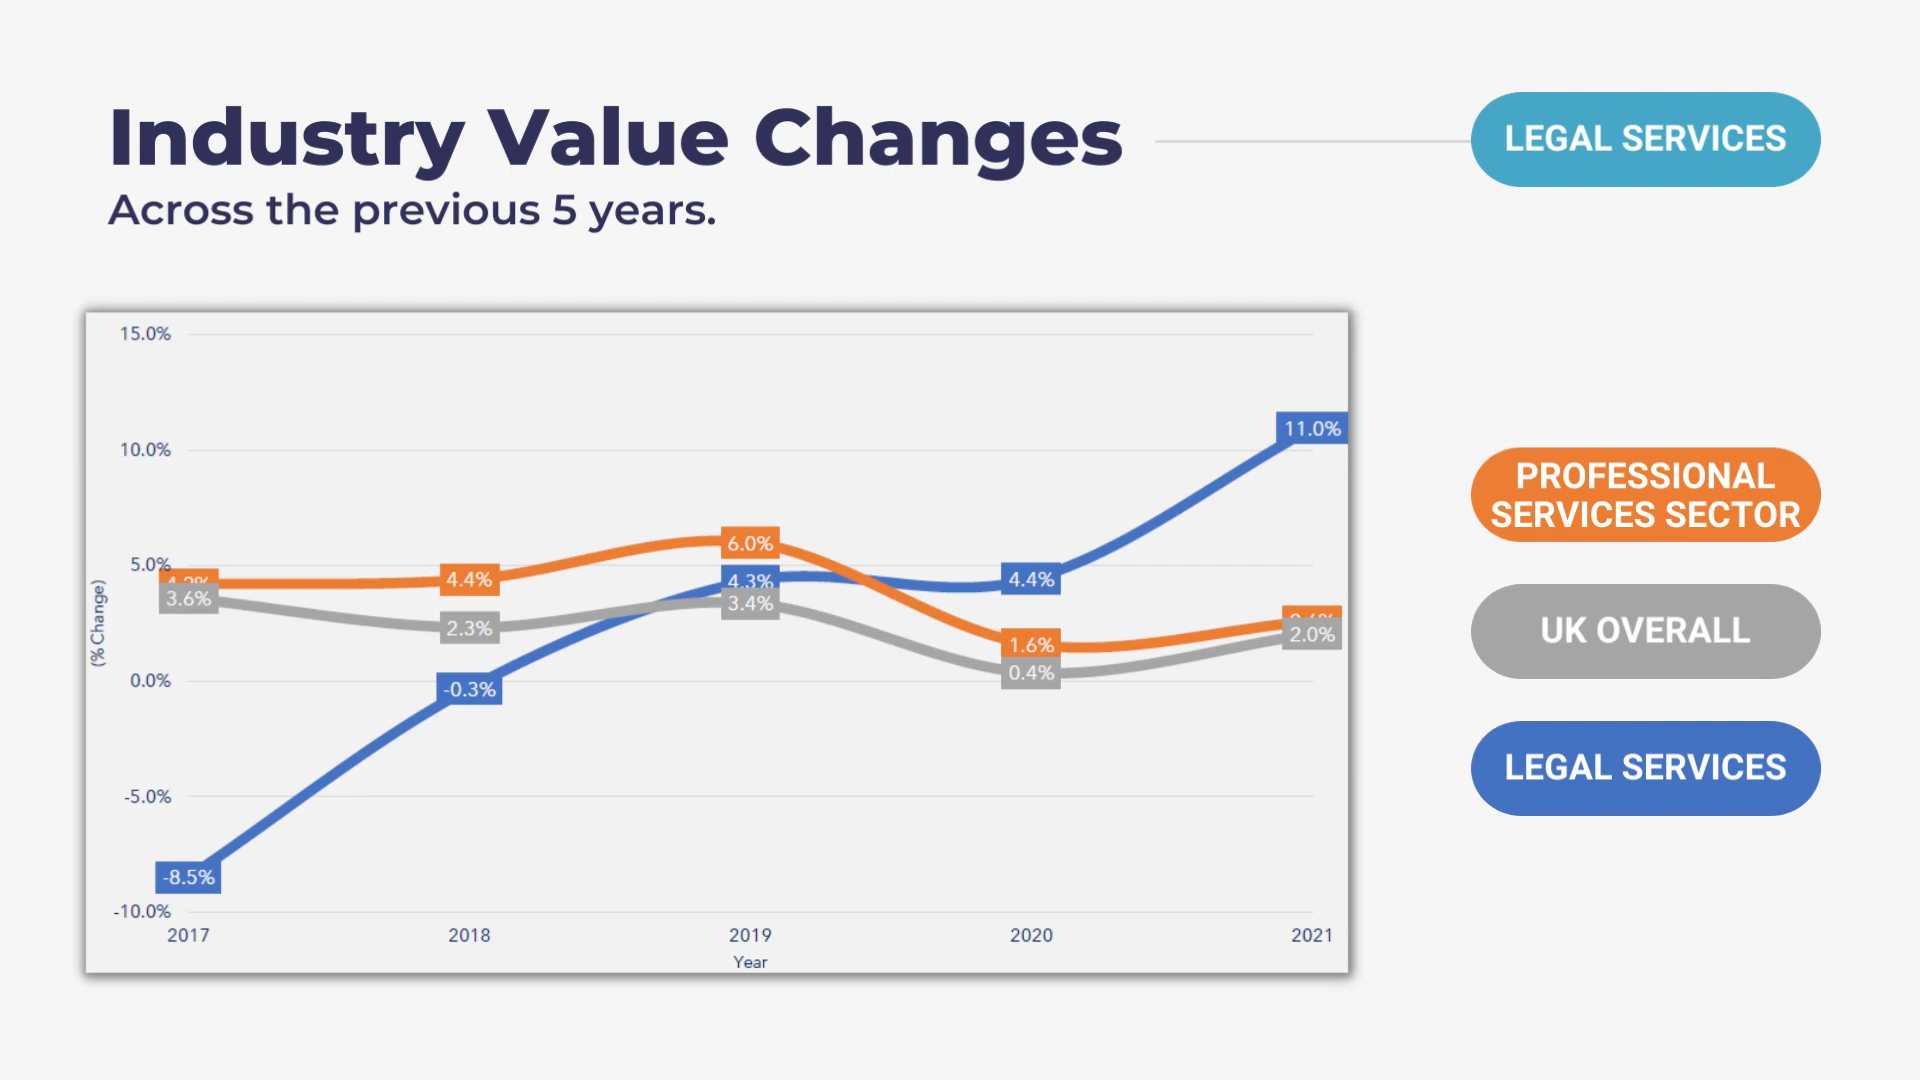 Industry Value Changes
LEGAL SERVICES
Across the previous 5 years.
15.0%
10.0%
5.0%
0.0%
-5.0%
-10.0%
(% Change)
3.6%
-8.5%
4.4%
2.3%
-0.3%
6.0%
4.3%
3.4%
4.4%
1.6%
0.4%
11.0%
2.0%
2017
2018
2019
2020
2021
Year
PROFESSIONAL
SERVICES SECTOR
UK OVERALL
LEGAL SERVICES